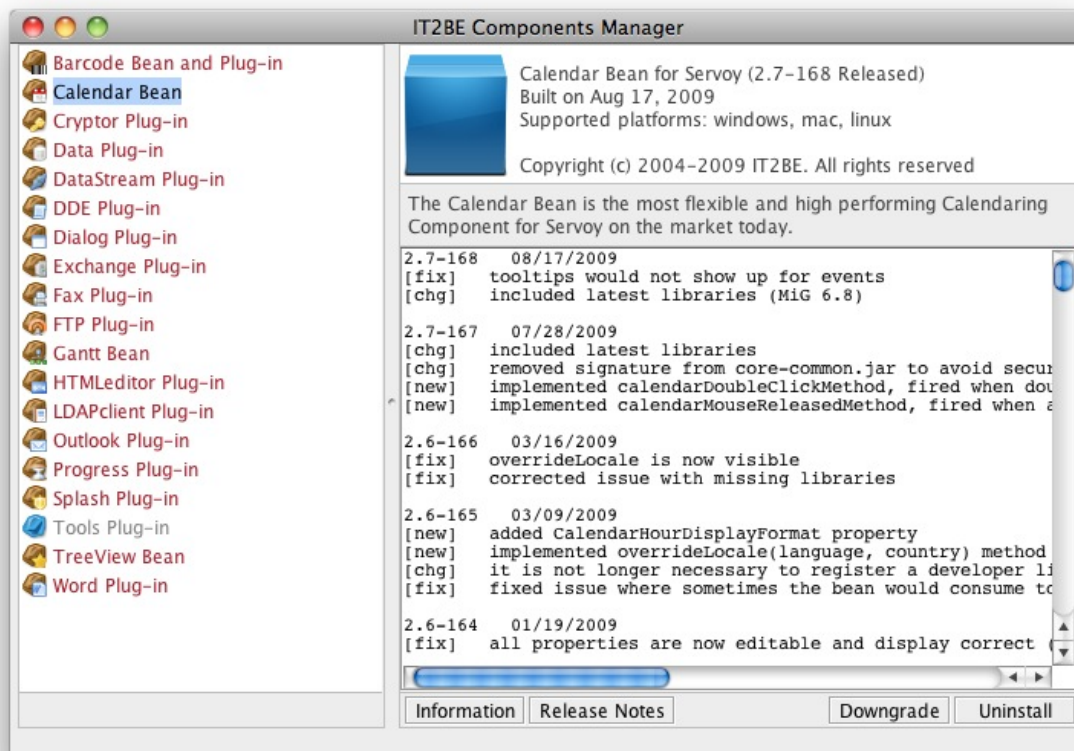 IT2BE Components Manager
Barcode Bean and Plug-in
Calendar Bean
Cryptor Plug-in
Data Plug-in
DataStream Plug-in
DDE Plug-in
Dialog Plug-in
Exchange Plug-in
Fax Plug-in
FTP Plug-in
Gantt Bean
HTMLeditor Plug-in
LDAPclient Plug-in
Outlook Plug-in
Progress Plug-in
Splash Plug-in
Tools Plug-in
TreeView Bean
Word Plug-in
Calendar Bean for Servoy (2.7-168 Released)
Built on Aug 17, 2009
Supported platforms: windows, mac, linux
Copyright (c) 2004-2009 IT2BE. All rights reserved
The Calendar Bean is the most flexible and high performing Calendaring
Component for Servoy on the market today.
2.7-168 08/17/2009
[fix] tooltips would not show up for events
[chg] included latest libraries (MiG 6.8)
2.7-167 07/28/2009
[chg] included latest libraries
[chg] removed signature from core-common.jar to avoid secur
[new] implemented calendarDoubleClickMethod, fired when dou
[new] implemented calendarMouseReleasedMethod, fired when a
2.6-166 03/16/2009
[fix] overrideLocale is now visible
[fix] corrected issue with missing libraries
2.6-165 03/09/2009
[new] added CalendarHourDisplayFormat property
[new] implemented overrideLocale(language, country) method
[chg] it is not longer necessary to register a developer li
[fix] fixed issue where sometimes the bean would consume to
2.6-164 01/19/2009
[fix] all properties are now editable and display correct (
Information
Release Notes
Downgrade
Uninstall